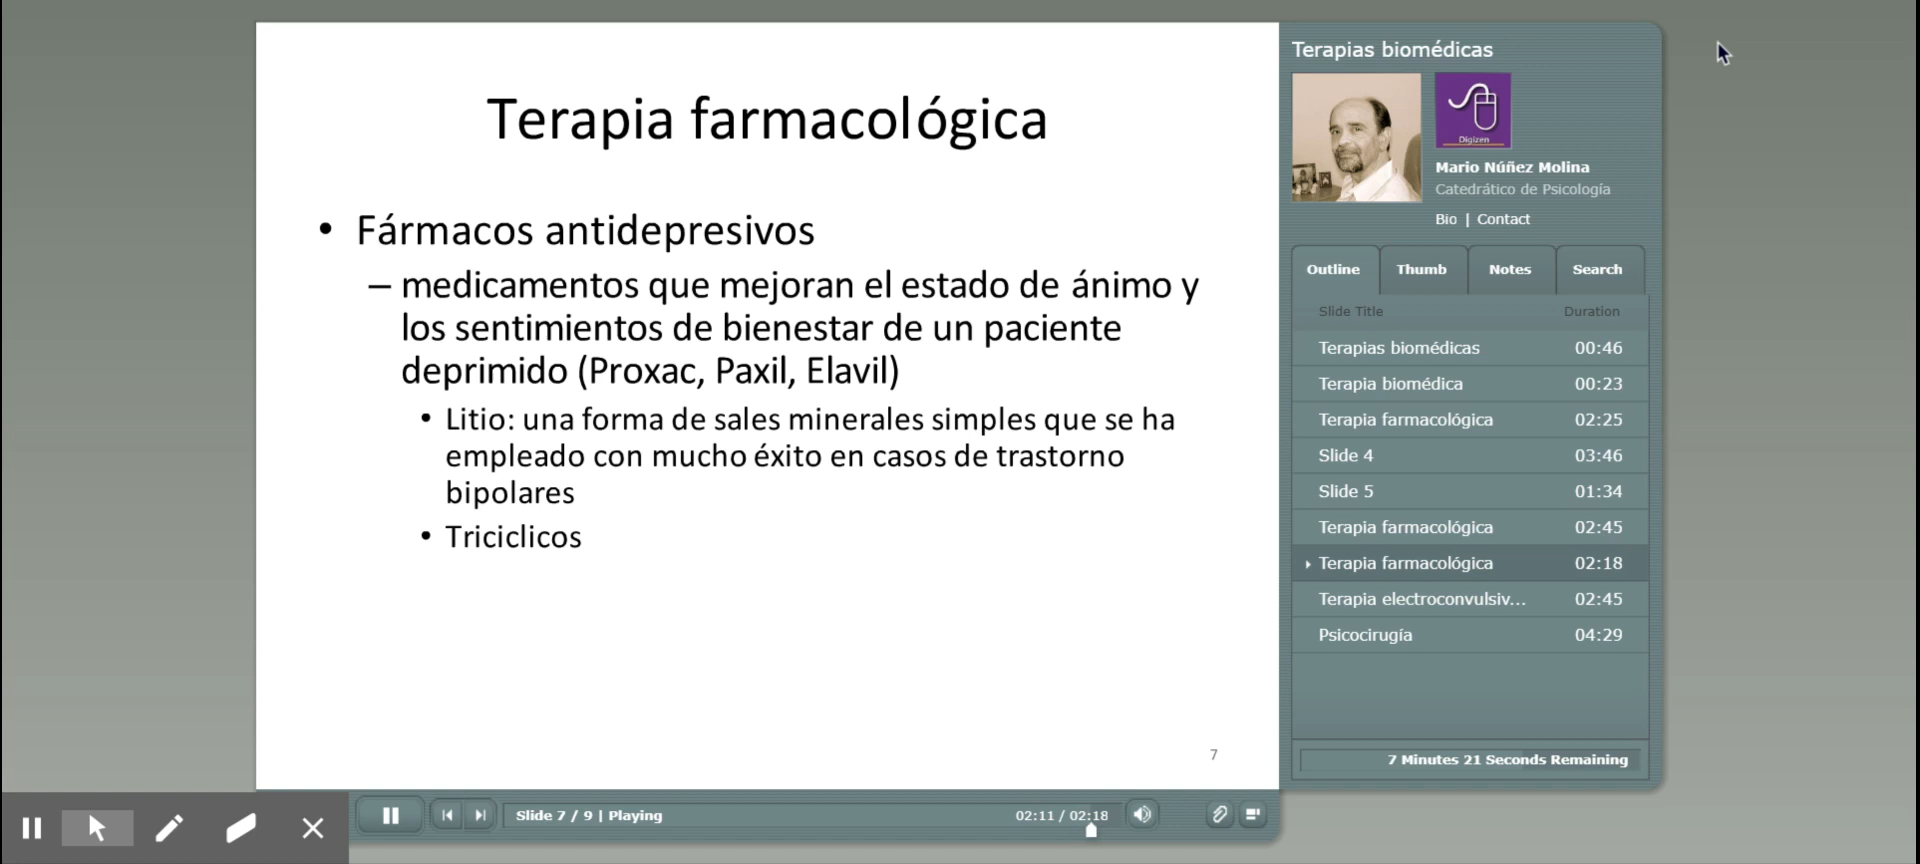 Terapia farmacológica
• Fármacos antidepresivos
– medicamentos que mejoran el estado de ánimo y
los sentimientos de bienestar de un paciente
deprimido (Proxac, Paxil, Elavil)
• Litio: una forma de sales minerales simples que se ha
empleado con mucho éxito en casos de trastorno
bipolares
• Triciclicos
7
Terapias biomédicas
Digizen
Mario Núñez Molina
Catedrático de Psicología
Bio | Contact
Outline Thumb Notes Search
Slide Title Duration
Terapias biomédicas 00:46
Terapia biomédica 00:23
Terapia farmacológica 02:25
Slide 4 03:46
Slide 5 01:34
Terapia farmacológica 02:45
Terapia farmacológica 02:18
Terapia electroconvulsiv... 02:45
Psicocirugía 04:29
7 Minutes 21 Seconds Remaining
Slide 7 / 9 | Playing 02:11 / 02:18